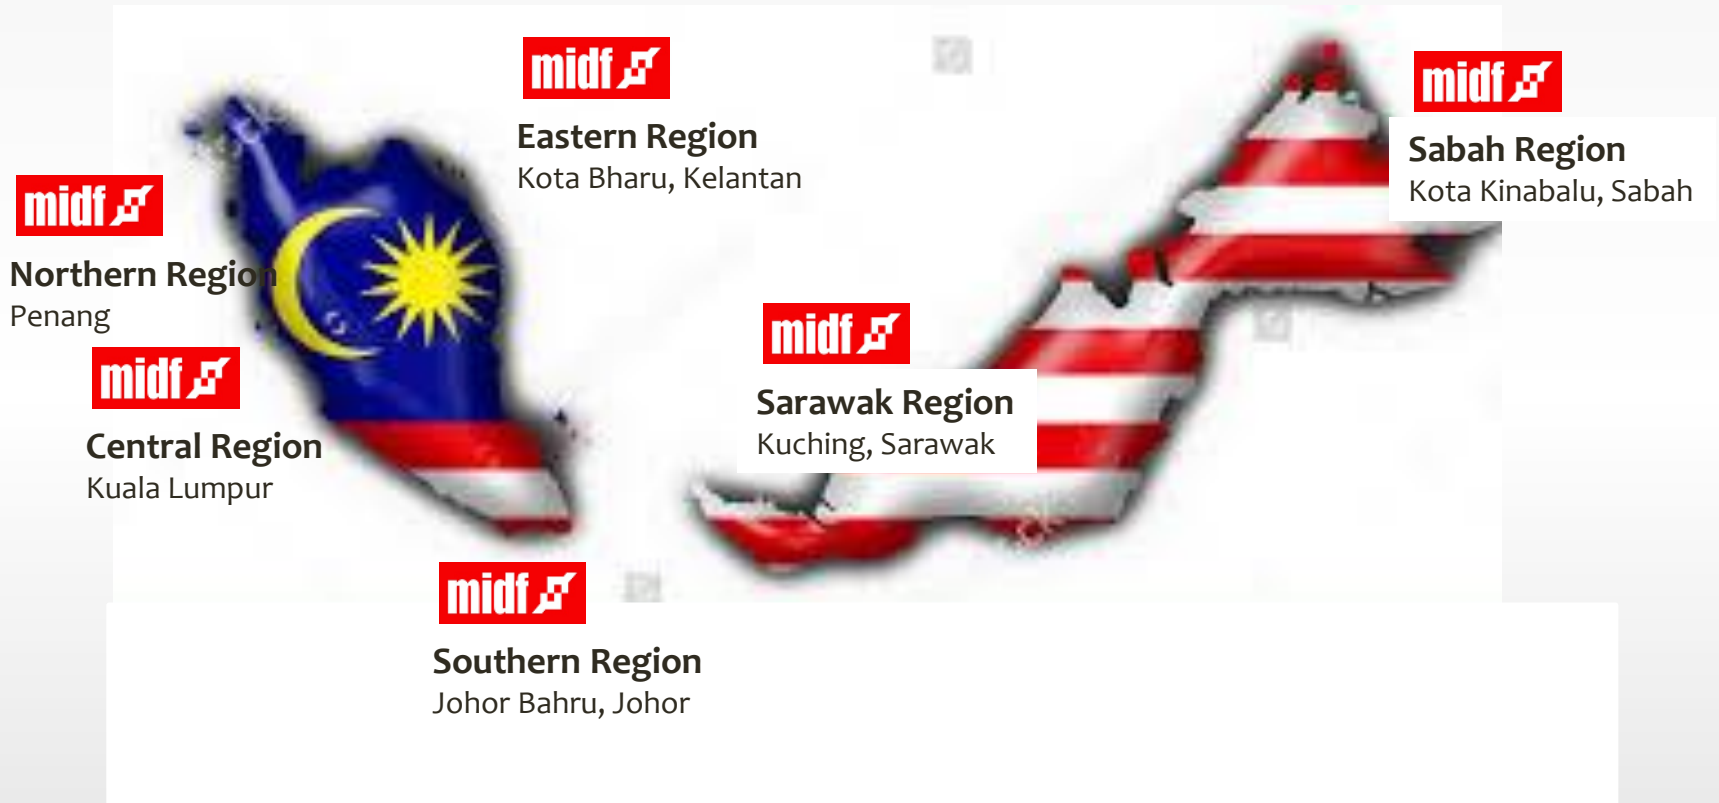 midf
Eastern Region
Kota Bharu, Kelantan
midf
Sabah Region
Kota Kinabalu, Sabah
midf
Northern Region
Penang
midf
Sarawak Region
Kuching, Sarawak
midf
Central Region
Kuala Lumpur
midf
Southern Region
Johor Bahru, Johor